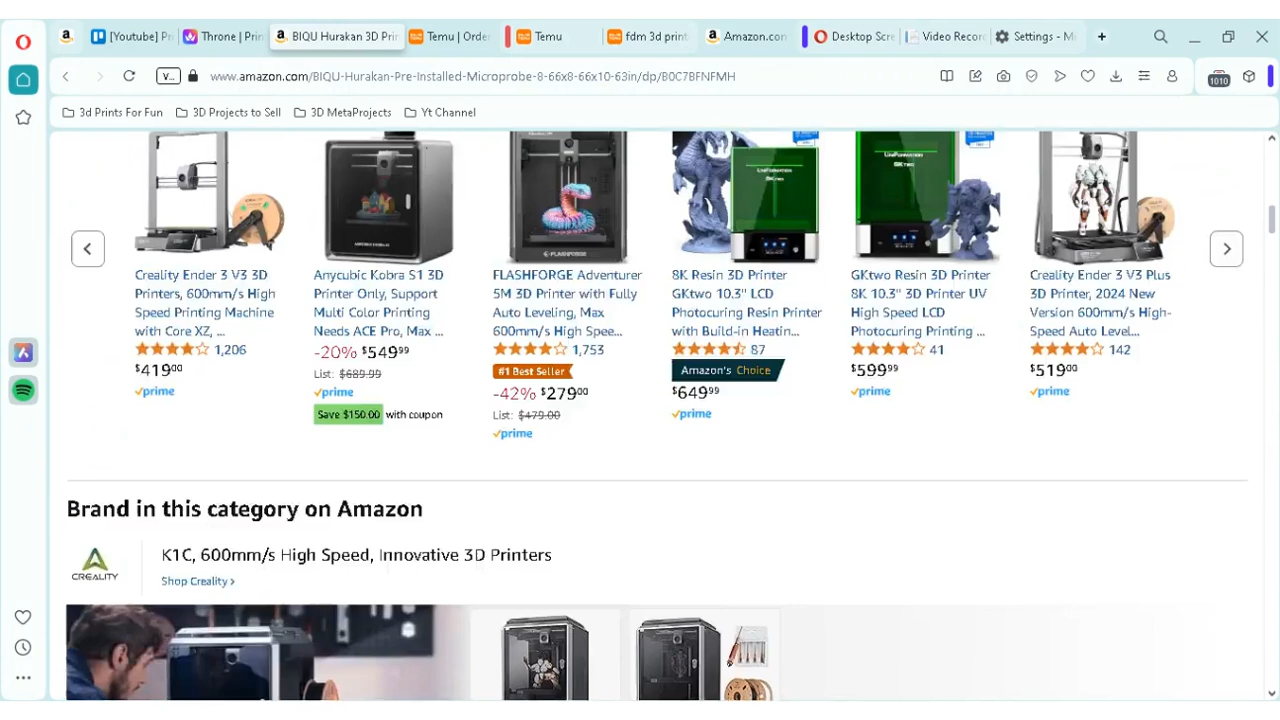 [Youtube] Pr
Throne | Prin
BIQU Hurakan 3D Prin
Temu | Order
Temu
fdm 3d print
Amazon.con
Desktop Scre
Video Recor
Settings - M
www.amazon.com/BIQU-Hurakan-Pre-Installed-Microprobe-8-66x8-66x10-63in/dp/B0C7BFNFMH
1010
3d Prints For Fun
3D Projects to Sell
3D MetaProjects
Yt Channel
Creality Ender 3 V3 3D
Printers, 600mm/s High
Speed Printing Machine
with Core XZ, ...
1,206
$419.00
prime
Anycubic Kobra S1 3D
Printer Only, Support
Multi Color Printing
Needs ACE Pro, Max ...
-20% $549.99
List: $689.99
prime
Save $150.00 with coupon
FLASHFORGE Adventurer
5M 3D Printer with Fully
Auto Leveling, Max
600mm/s High Spee...
1,753
#1 Best Seller
-42% $279.00
List: $479.00
prime
8K Resin 3D Printer
GKtwo 10.3" LCD
Photocuring Resin Printer
with Build-in Heatin...
87
Amazon's Choice
$649.99
prime
GKtwo Resin 3D Printer
8K 10.3" 3D Printer UV
High Speed LCD
Photocuring Printing ...
41
$599.99
prime
Creality Ender 3 V3 Plus
3D Printer, 2024 New
Version 600mm/s High-
Speed Auto Level...
142
$519.00
prime
Brand in this category on Amazon
CREALITY
K1C, 600mm/s High Speed, Innovative 3D Printers
Shop Creality ›